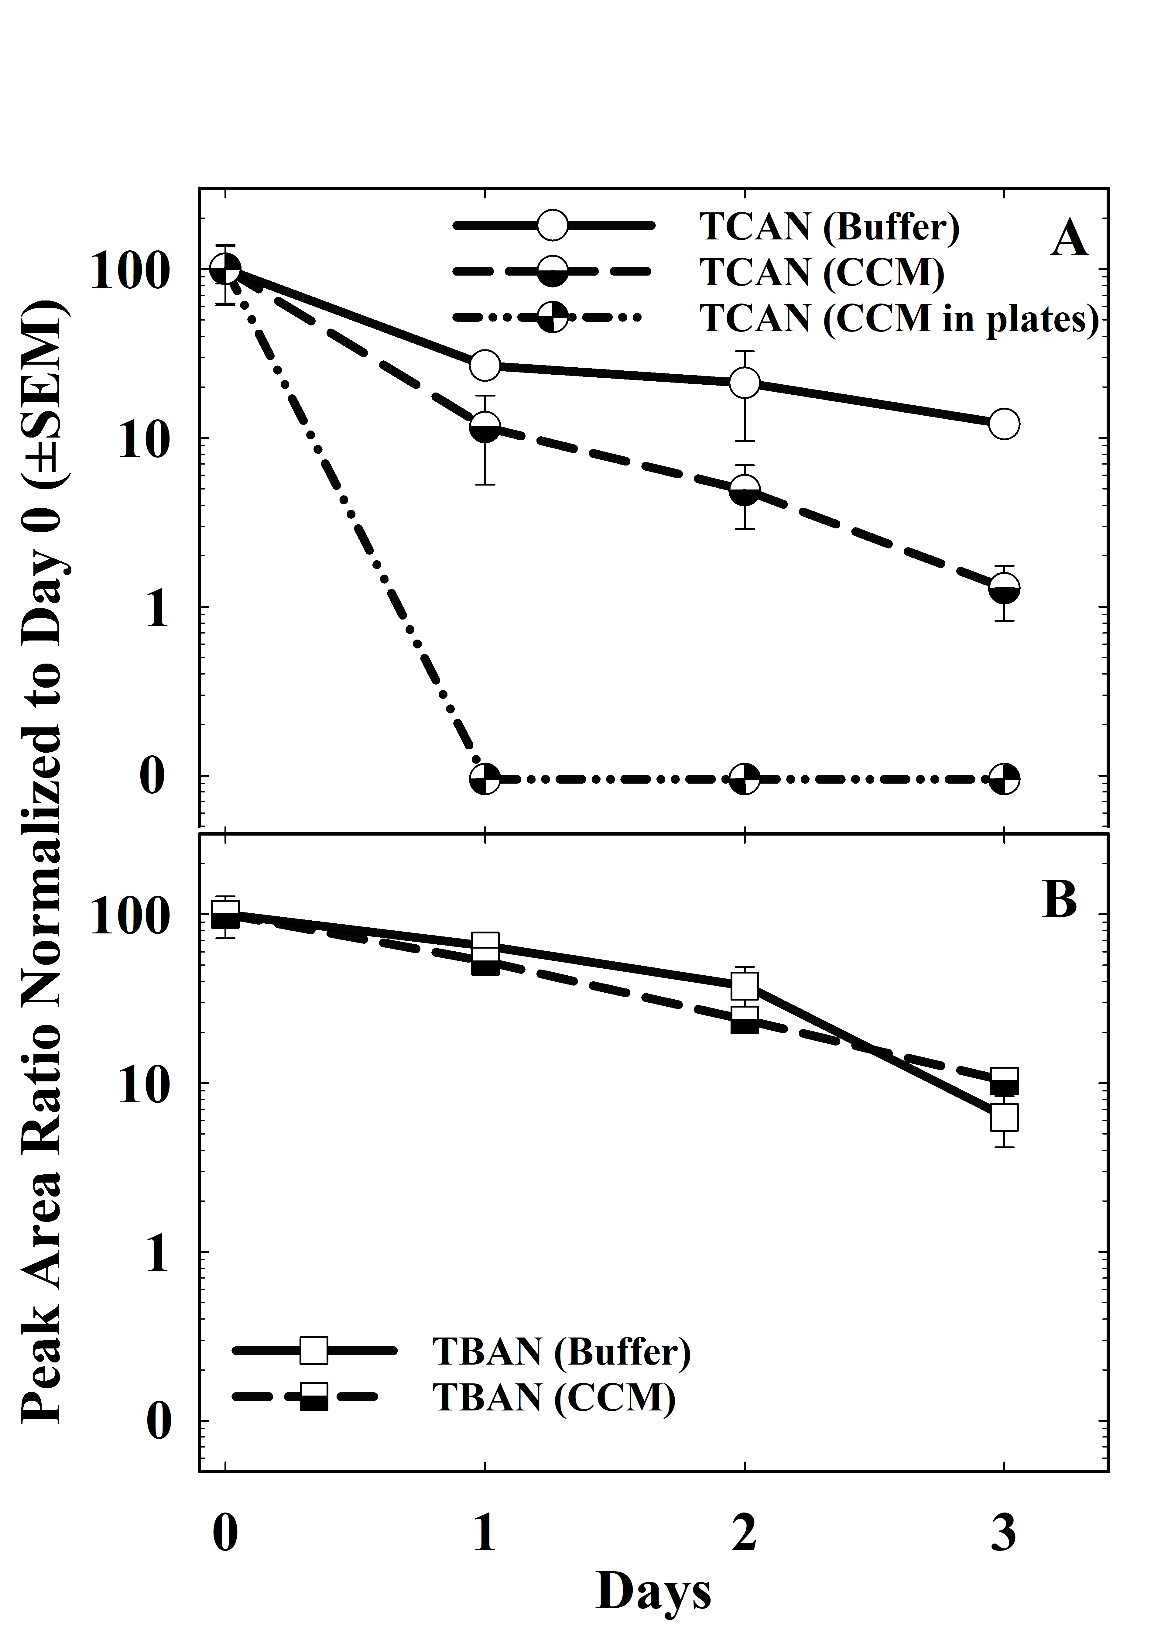 Peak Area Ratio Normalized to Day 0 (±SEM)
A
TCAN (Buffer)
TCAN (CCM)
TCAN (CCM in plates)
100
10
1
0
B
100
10
1
0
TBAN (Buffer)
TBAN (CCM)
0 1 2 3
Days